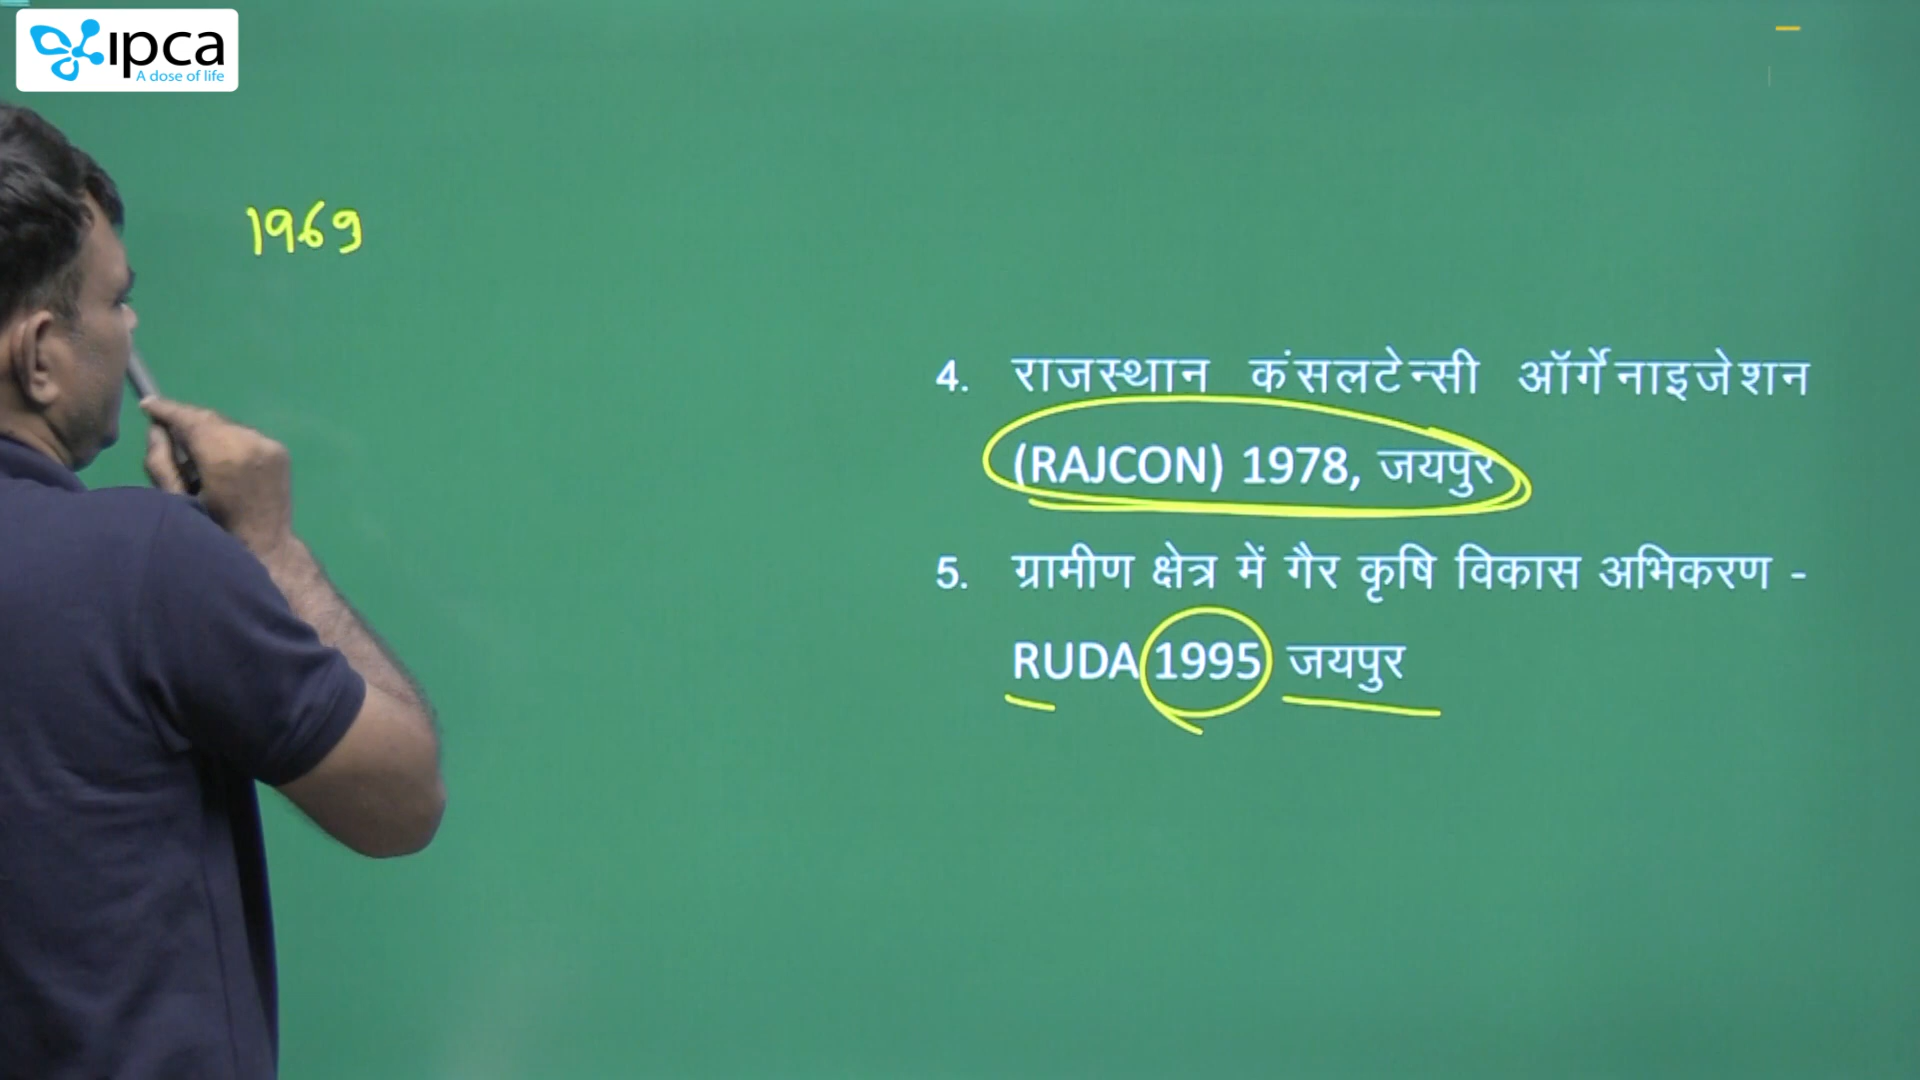 ipca
A dose of life
1969
4. राजस्थान कंसलटेन्सी ऑर्गेनाइजेशन
(RAJCON) 1978, जयपुर
5. ग्रामीण क्षेत्र में गैर कृषि विकास अभिकरण -
RUDA 1995 जयपुर